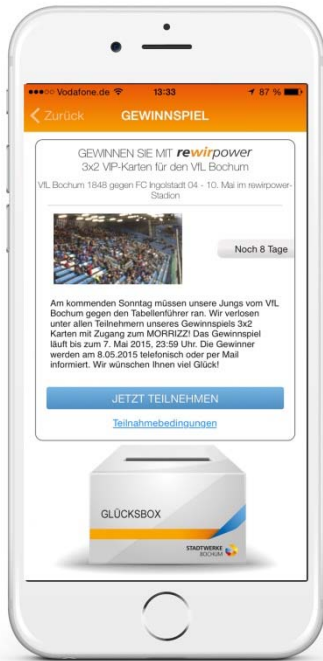 Vodafone.de 13:33 87 %
Zurück GEWINNSPIEL
GEWINNEN SIE MIT rewirpower
3x2 VIP-Karten für den VfL Bochum
VfL Bochum 1848 gegen FC Ingolstadt 04 - 10. Mai im rewirpower-
Stadion
Noch 8 Tage
Am kommenden Sonntag müssen unsere Jungs vom VfL
Bochum gegen den Tabellenführer ran. Wir verlosen
unter allen Teilnehmern unseres Gewinnspiels 3x2
Karten mit Zugang zum MORRIZZ! Das Gewinnspiel
läuft bis zum 7. Mai 2015, 23:59 Uhr. Die Gewinner
werden am 8.05.2015 telefonisch oder per Mail
informiert. Wir wünschen Ihnen viel Glück!
JETZT TEILNEHMEN
Teilnahmebedingungen
GLÜCKSBOX
STADTWERKE
BOCHUM